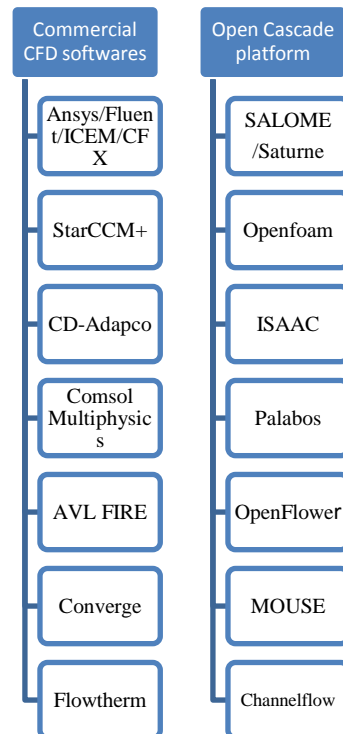 Commercial
CFD softwares
Ansys/Fluen
t/ICEM/CF
X
StarCCM+
CD-Adapco
Comsol
Multiphysic
s
AVL FIRE
Converge
Flowtherm
Open Cascade
platform
SALOME
/Saturne
Openfoam
ISAAC
Palabos
OpenFlower
MOUSE
Channelflow